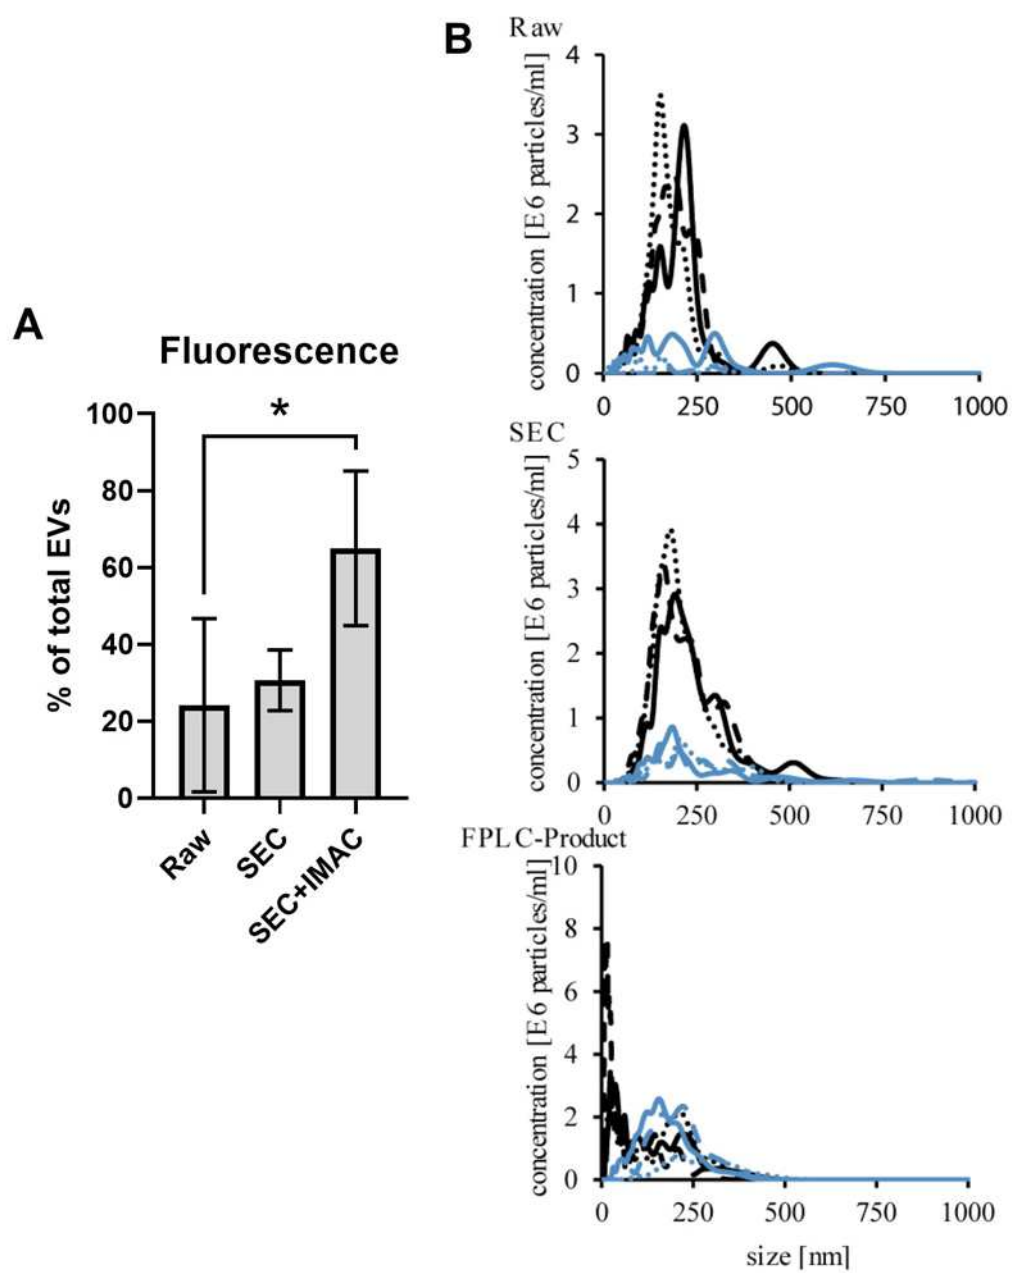 A
Fluorescence
% of total EVs
100
80
60
40
20
0
*
Raw
SEC
SEC+IMAC
B
Raw
concentration [E6 particles/ml]
4
3
2
1
0
0 250 500 750 1000
SEC
concentration [E6 particles/ml]
5
4
3
2
1
0
0 250 500 750 1000
FPLC-Product
concentration [E6 particles/ml]
10
8
6
4
2
0
0 250 500 750 1000
size [nm]